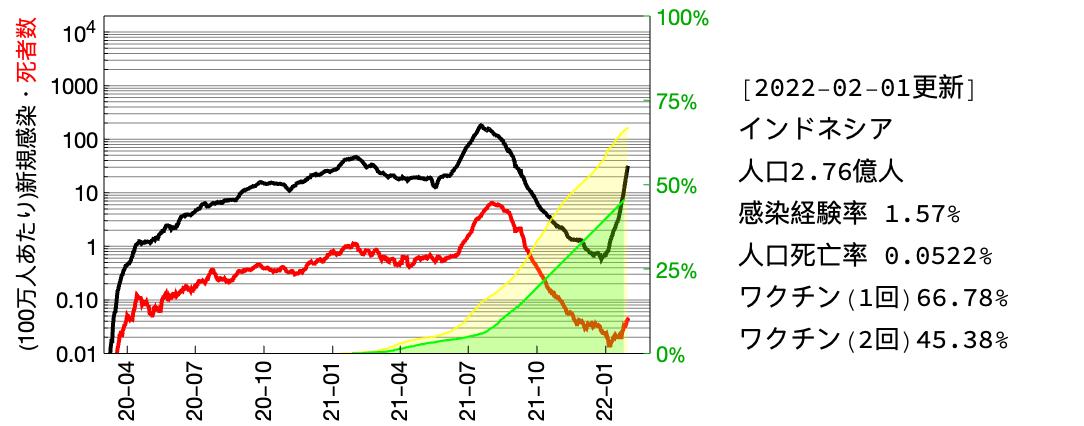 (100万人あたり)新規感染・死者数
10⁴
1000
100
10
1
0.10
0.01
100%
75%
50%
25%
0%
20-04
20-07
20-10
21-01
21-04
21-07
21-10
22-01
[2022-02-01更新]
インドネシア
人口2.76億人
感染経験率 1.57%
人口死亡率 0.0522%
ワクチン(1回)66.78%
ワクチン(2回)45.38%